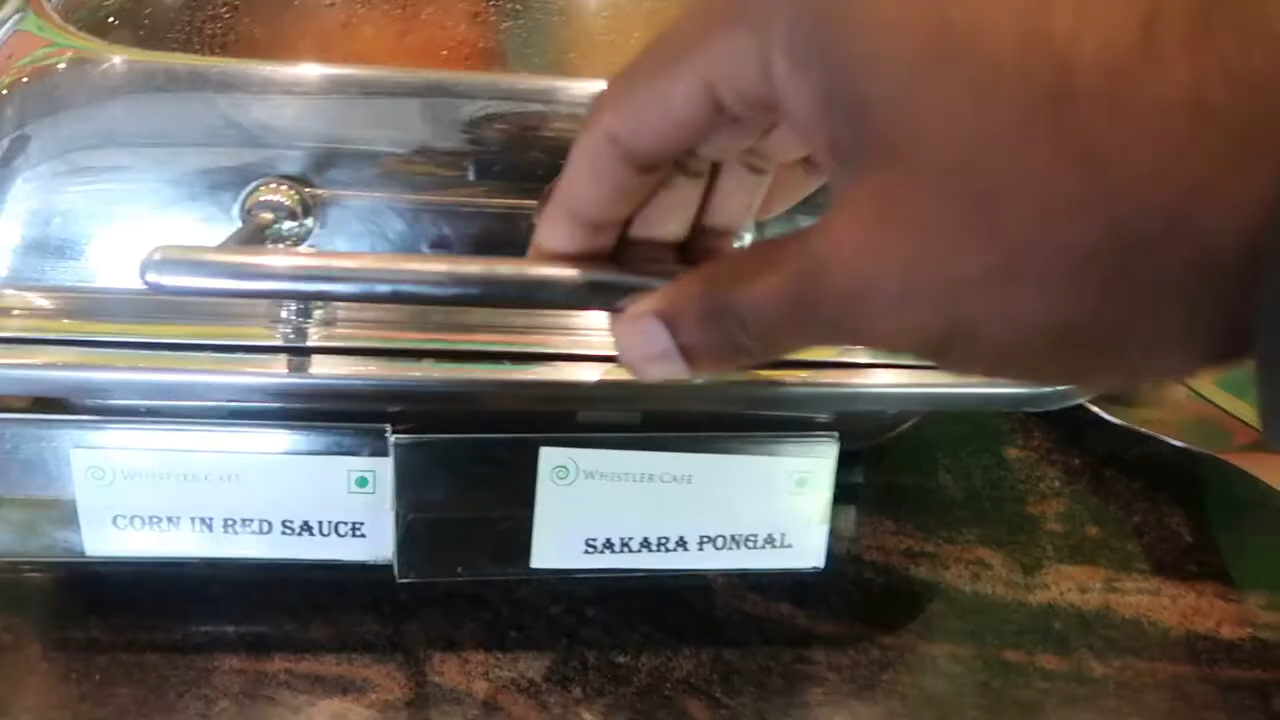 WHISTLER CAFE
CORN IN RED SAUCE
WHISTLER CAFE
SAKARA PONGAL